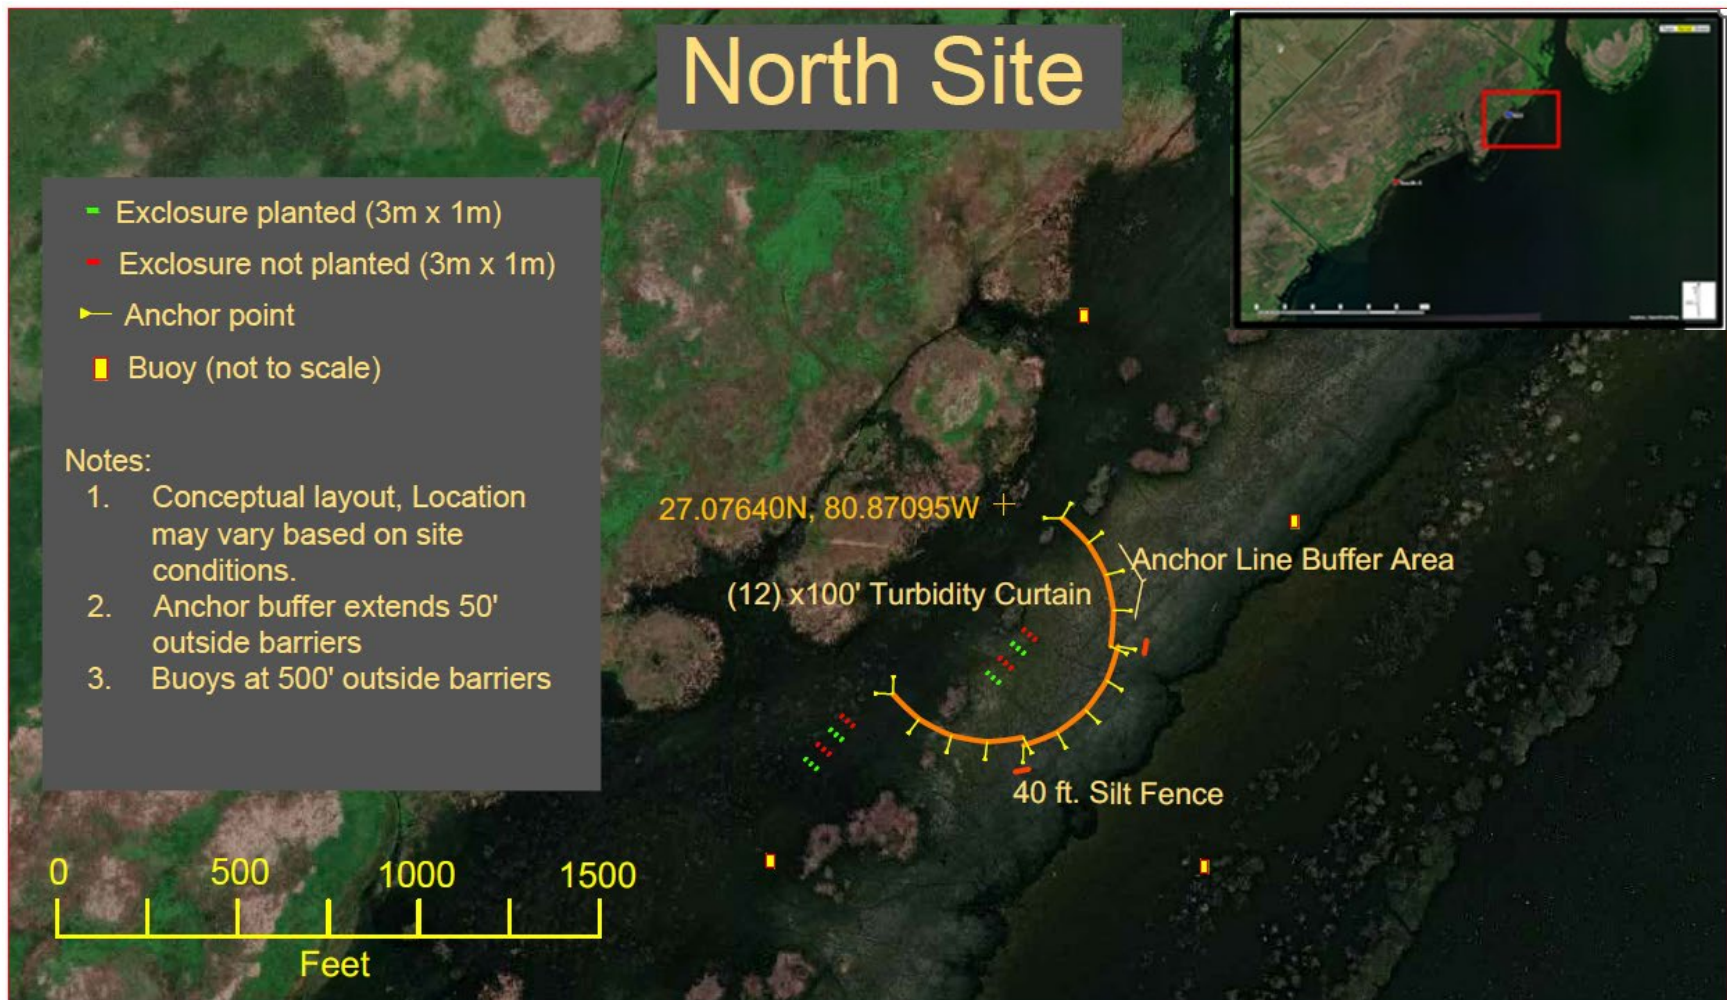 North Site
Exclosure planted (3m x 1m)
Exclosure not planted (3m x 1m)
Anchor point
Buoy (not to scale)
Notes:
1. Conceptual layout, Location
may vary based on site
conditions.
2. Anchor buffer extends 50'
outside barriers
3. Buoys at 500' outside barriers
27.07640N, 80.87095W
Anchor Line Buffer Area
(12) x100' Turbidity Curtain
40 ft. Silt Fence
0 500 1000 1500
Feet